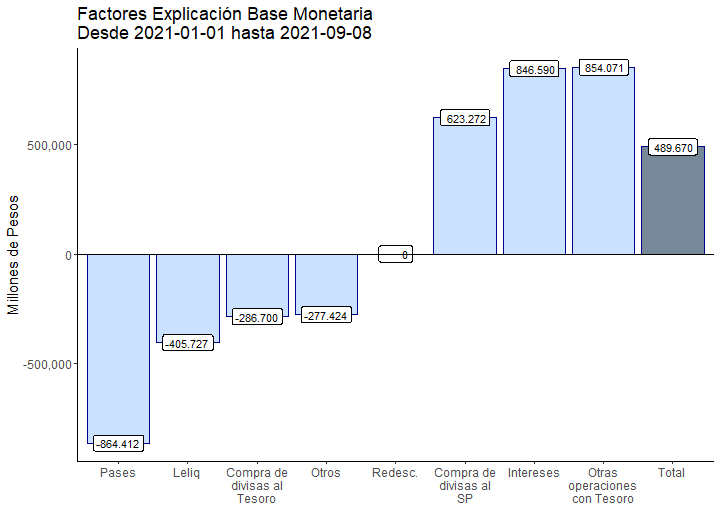 Factores Explicación Base Monetaria
Desde 2021-01-01 hasta 2021-09-08
Millones de Pesos
500,000
0
-500,000
-864.412
-405.727
-286.700
-277.424
0
623.272
846.590
854.071
489.670
Pases
Leliq
Compra de
divisas al
Tesoro
Otros
Redesc.
Compra de
divisas al
SP
Intereses
Otras
operaciones
con Tesoro
Total